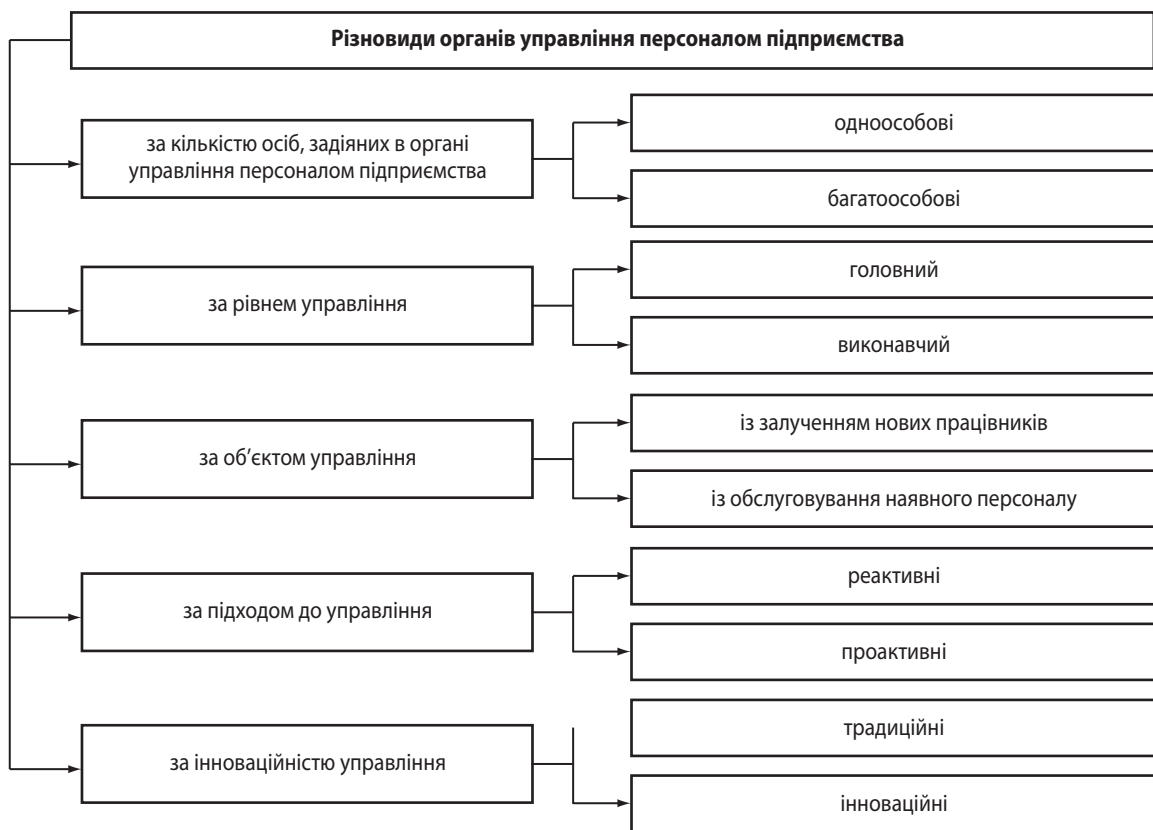 Різновиди органів управління персоналом підприємства
за кількістю осіб, задіяних в органі
управління персоналом підприємства
одноособові
багатоособові
за рівнем управління
головний
виконавчий
за об’єктом управління
із залученням нових працівників
із обслуговування наявного персоналу
за підходом до управління
реактивні
проактивні
за інноваційністю управління
традиційні
інноваційні